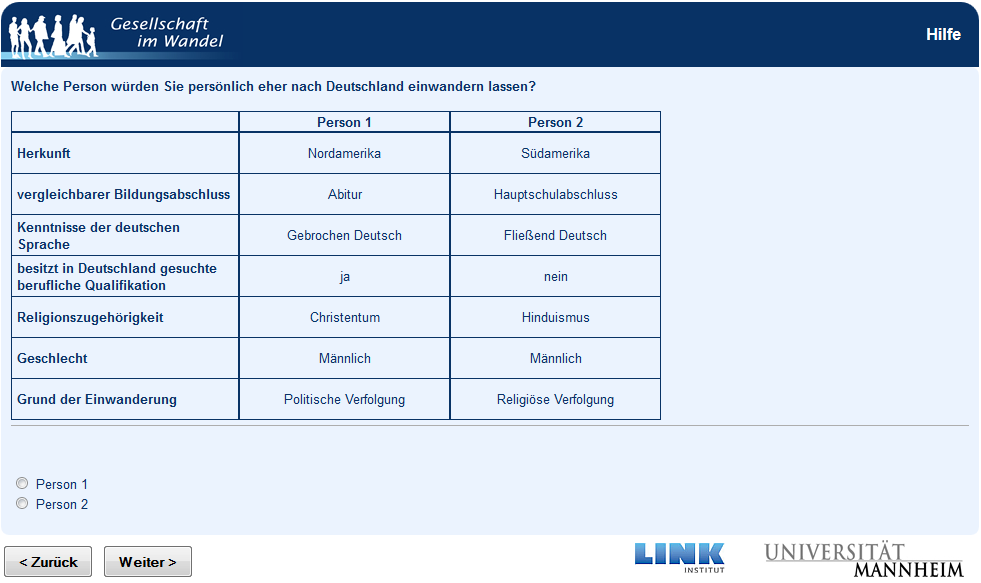 Gesellschaft
im Wandel
Hilfe
Welche Person würden Sie persönlich eher nach Deutschland einwandern lassen?
Person 1 Person 2
Herkunft Nordamerika Südamerika
vergleichbarer Bildungsabschluss Abitur Hauptschulabschluss
Kenntnisse der deutschen
Sprache Gebrochen Deutsch Fließend Deutsch
besitzt in Deutschland gesuchte
berufliche Qualifikation ja nein
Religionszugehörigkeit Christentum Hinduismus
Geschlecht Männlich Männlich
Grund der Einwanderung Politische Verfolgung Religiöse Verfolgung
Person 1
Person 2
< Zurück Weiter >
LINK
INSTITUT
UNIVERSITÄT
MANNHEIM